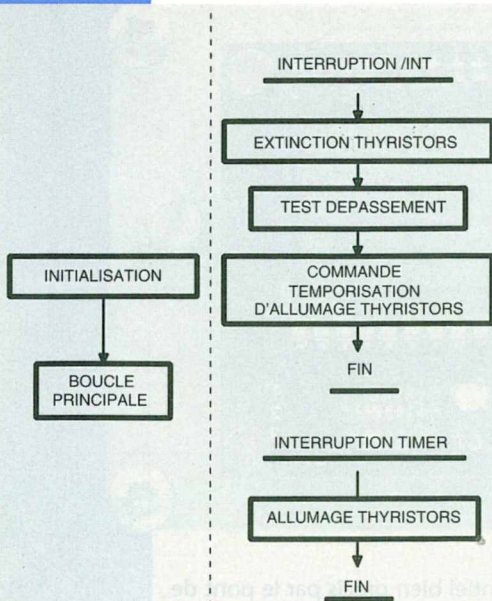 INITIALISATION
BOUCLE
PRINCIPALE
INTERRUPTION /INT
EXTINCTION THYRISTORS
TEST DEPASSEMENT
COMMANDE
TEMPORISATION
D'ALLUMAGE THYRISTORS
FIN
INTERRUPTION TIMER
ALLUMAGE THYRISTORS
FIN